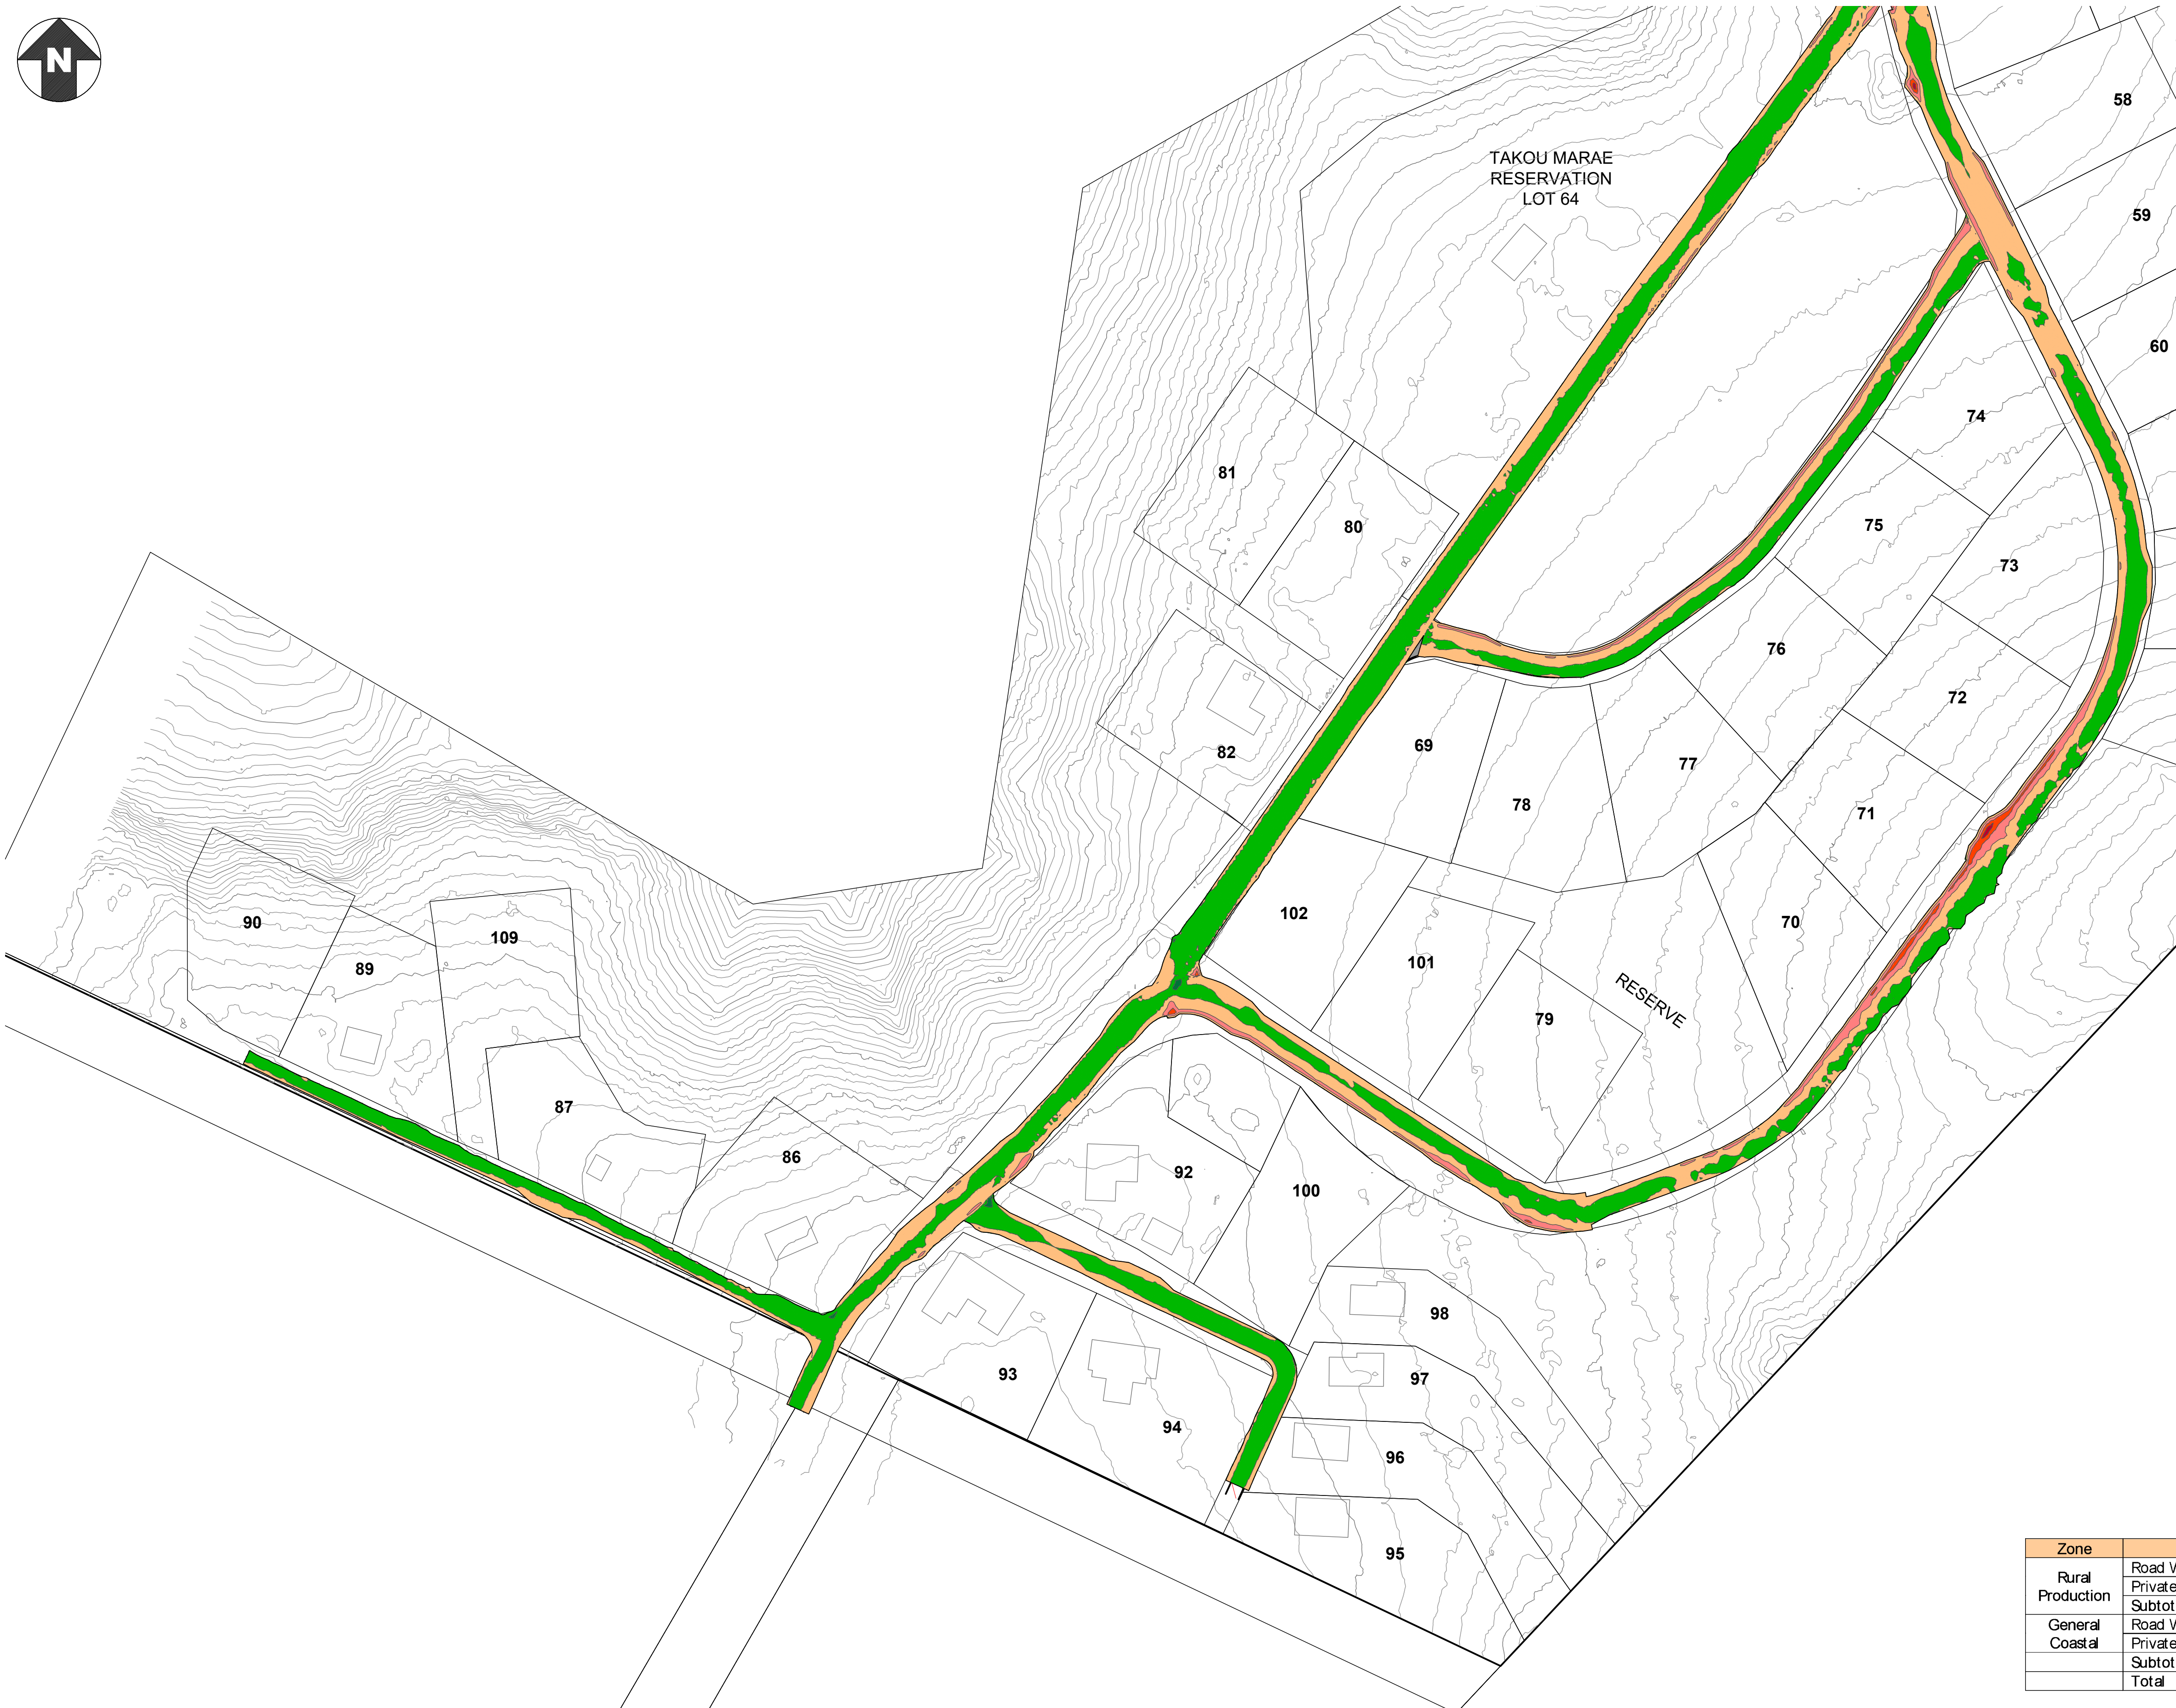 N
58
TAKOU MARAE
RESERVATION
LOT 64
59
60
74
81
80
75
73
76
72
69
82
77
78
71
102
90
109
70
89
101
RESERVE
79
87
86
92
100
98
93
97
94
96
95
Zone
Rural
Production
Road W
Private
Subtot
General
Coastal
Road W
Private
Subtot
Total